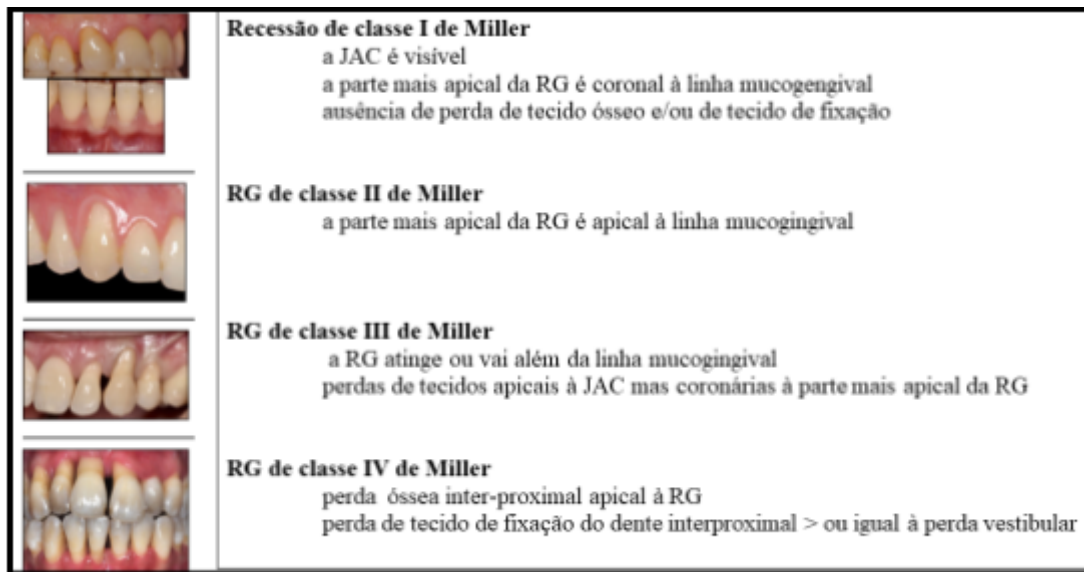 Recessão de classe I de Miller
a JAC é visível
a parte mais apical da RG é coronal à linha mucogengival
ausência de perda de tecido ósseo e/ou de tecido de fixação
RG de classe II de Miller
a parte mais apical da RG é apical à linha mucogingival
RG de classe III de Miller
a RG atinge ou vai além da linha mucogingival
perdas de tecidos apicais à JAC mas coronárias à parte mais apical da RG
RG de classe IV de Miller
perda óssea inter-proximal apical à RG
perda de tecido de fixação do dente interproximal > ou igual à perda vestibular